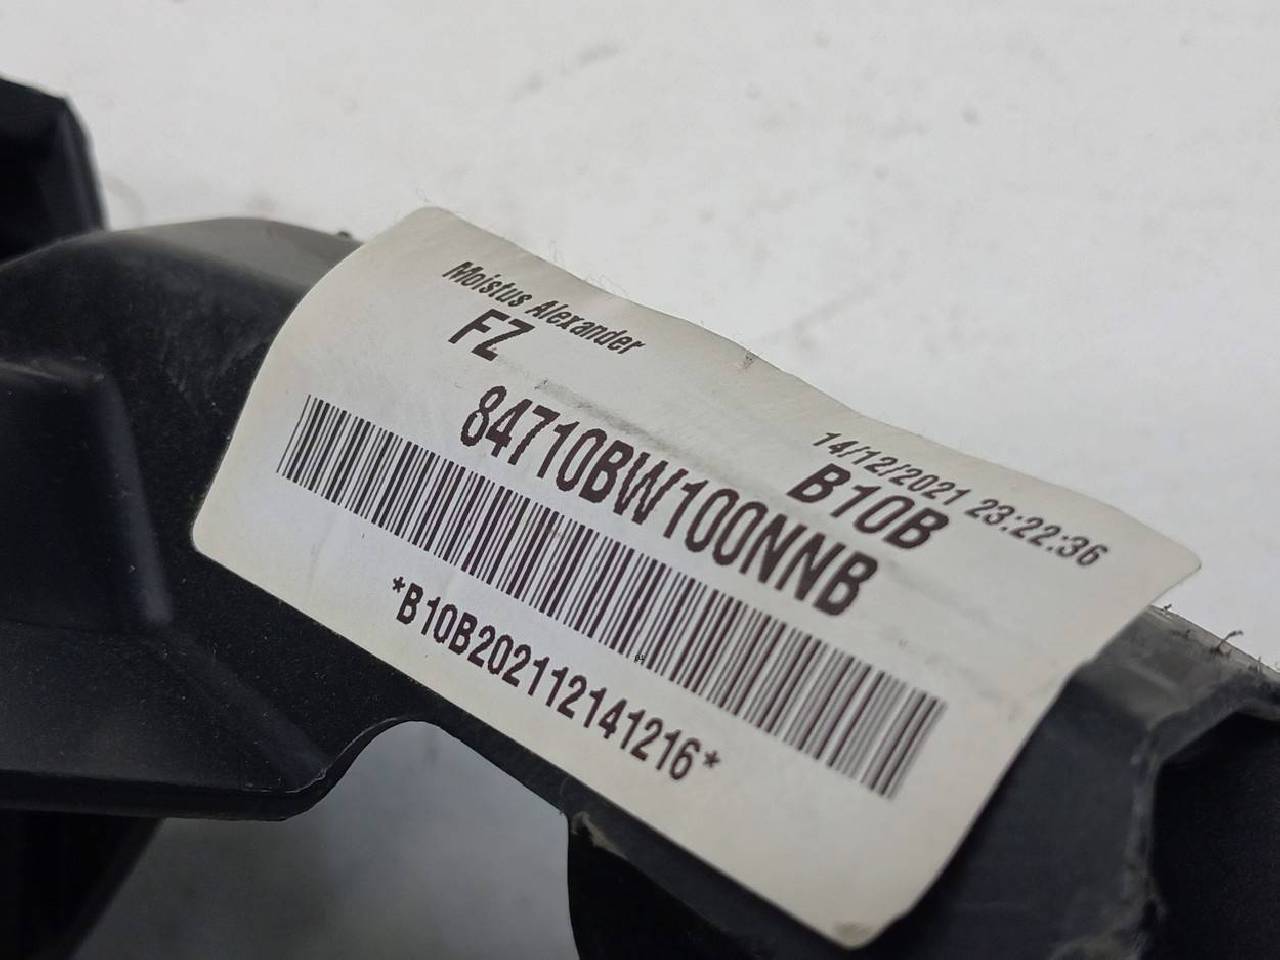 Moistus Alexander
FZ
14/12/2021 23:22:36
B10B
84710BW100NNB
*B10B202112141216*